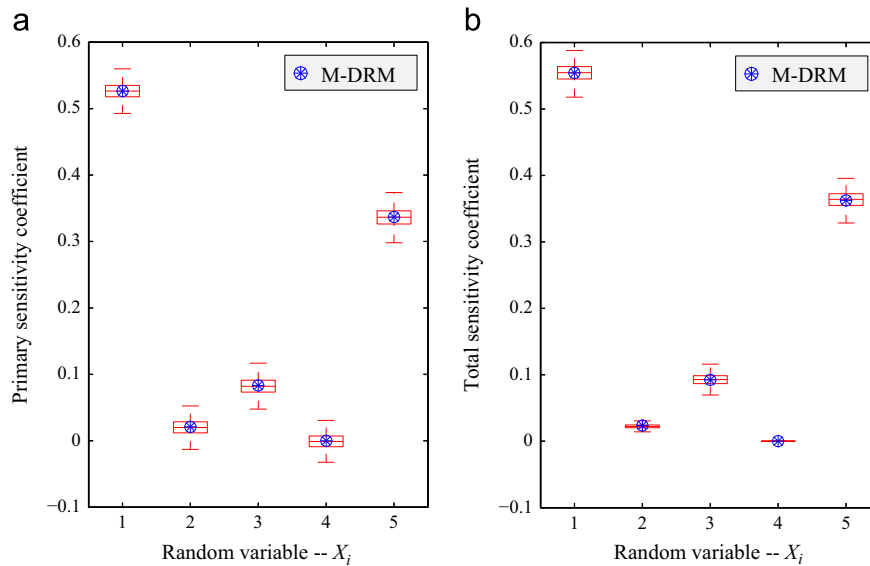 a
0.6
0.5
0.4
0.3
0.2
0.1
0
−0.1
Primary sensitivity coefficient
M-DRM
1 2 3 4 5
Random variable -- Xi
b
0.6
0.5
0.4
0.3
0.2
0.1
0
−0.1
Total sensitivity coefficient
M-DRM
1 2 3 4 5
Random variable -- Xi